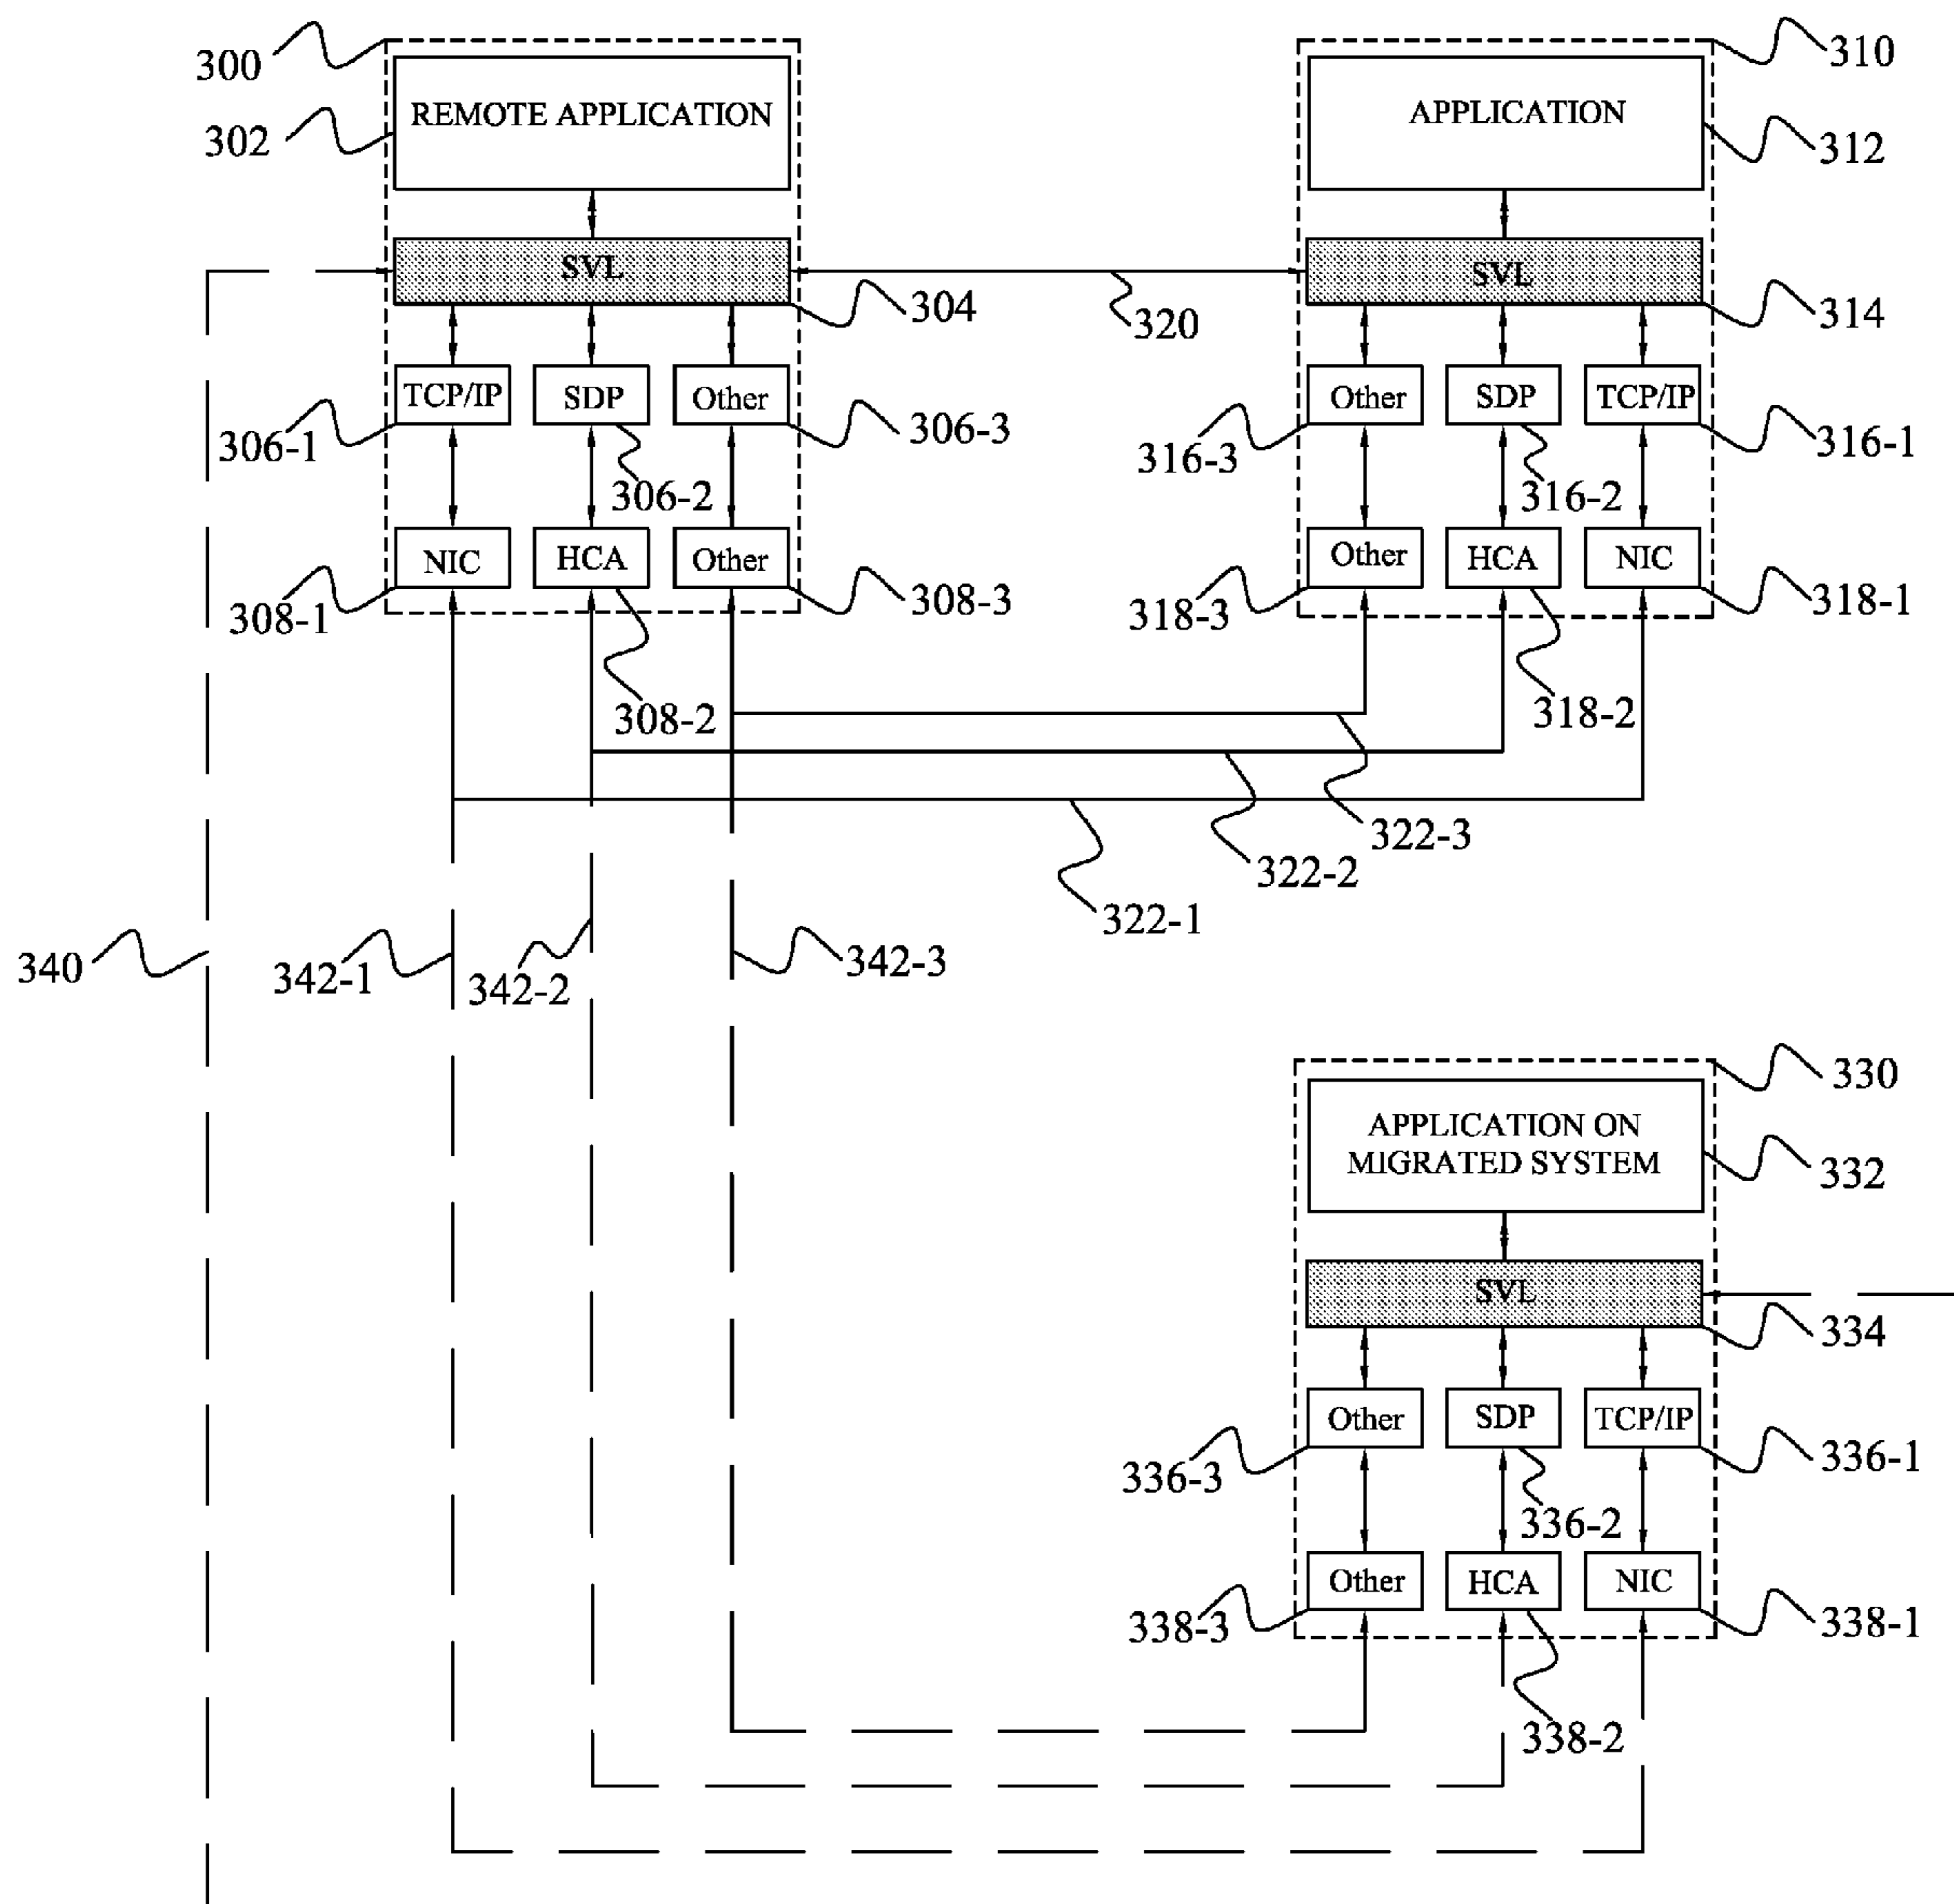 300
310
REMOTE APPLICATION
APPLICATION
302
312
SVL
SVL
304
320
314
TCP/IP
SDP
Other
Other
SDP
TCP/IP
306-1
306-3
316-3
316-1
306-2
316-2
NIC
HCA
Other
Other
HCA
NIC
308-1
308-3
318-3
318-1
308-2
318-2
322-3
322-2
322-1
340
342-1
342-2
342-3
330
APPLICATION ON
MIGRATED SYSTEM
332
SVL
334
Other
SDP
TCP/IP
336-3
336-1
336-2
Other
HCA
NIC
338-3
338-1
338-2